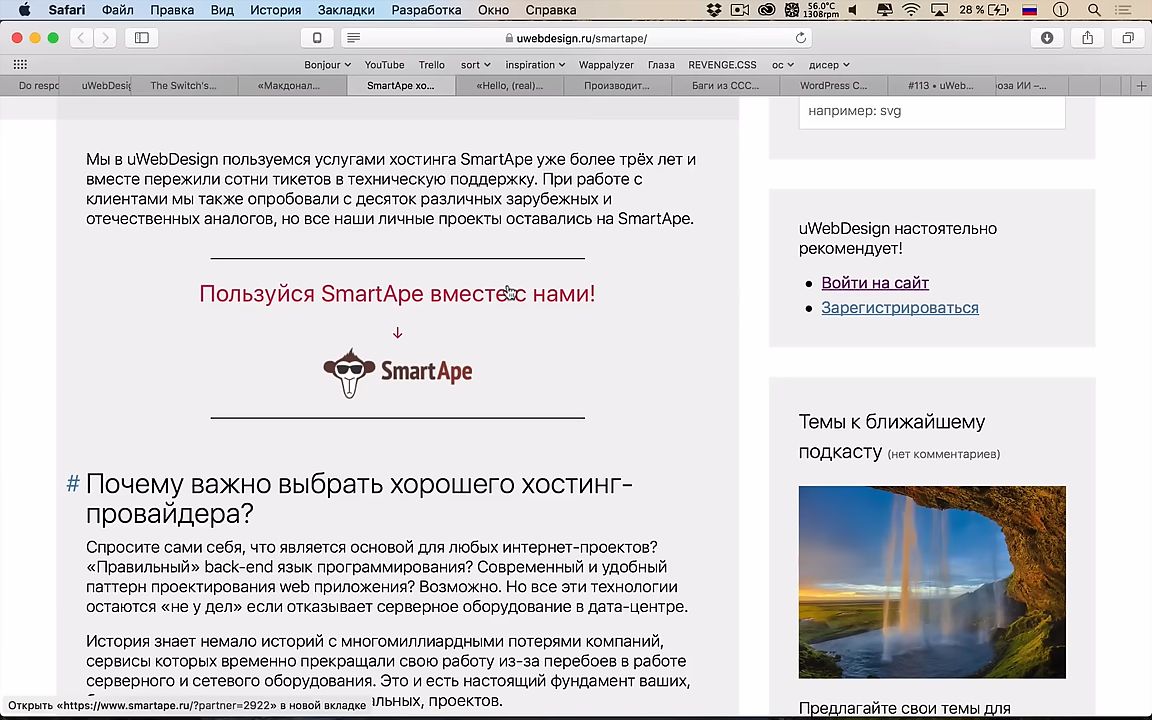 Safari Файл Правка Вид История Закладки Разработка Окно Справка 56.0°C 1308rpm 28 %
uwebdesign.ru/smartape/
Bonjour YouTube Trello sort inspiration Wappalyzer Глаза REVENGE.CSS ос дисер
Do respo uWebDesig The Switch's... «Макдонал... SmartApe хо... «Hello, (real)... Производит... Баги из CCC... WordPress C... #113 • uWeb... роза ИИ –...
например: svg
Мы в uWebDesign пользуемся услугами хостинга SmartApe уже более трёх лет и
вместе пережили сотни тикетов в техническую поддержку. При работе с
клиентами мы также опробовали с десяток различных зарубежных и
отечественных аналогов, но все наши личные проекты оставались на SmartApe.
Пользуйся SmartApe вместе с нами!
↓
SmartApe
# Почему важно выбрать хорошего хостинг-
провайдера?
Спросите сами себя, что является основой для любых интернет-проектов?
«Правильный» back-end язык программирования? Современный и удобный
паттерн проектирования web приложения? Возможно. Но все эти технологии
остаются «не у дел» если отказывает серверное оборудование в дата-центре.
История знает немало историй с многомиллиардными потерями компаний,
сервисы которых временно прекращали свою работу из-за перебоев в работе
серверного и сетевого оборудования. Это и есть настоящий фундамент ваших,
альных, проектов.
Открыть «https://www.smartape.ru/?partner=2922» в новой вкладке
uWebDesign настоятельно
рекомендует!
• Войти на сайт
• Зарегистрироваться
Темы к ближайшему
подкасту (нет комментариев)
Предлагайте свои темы для